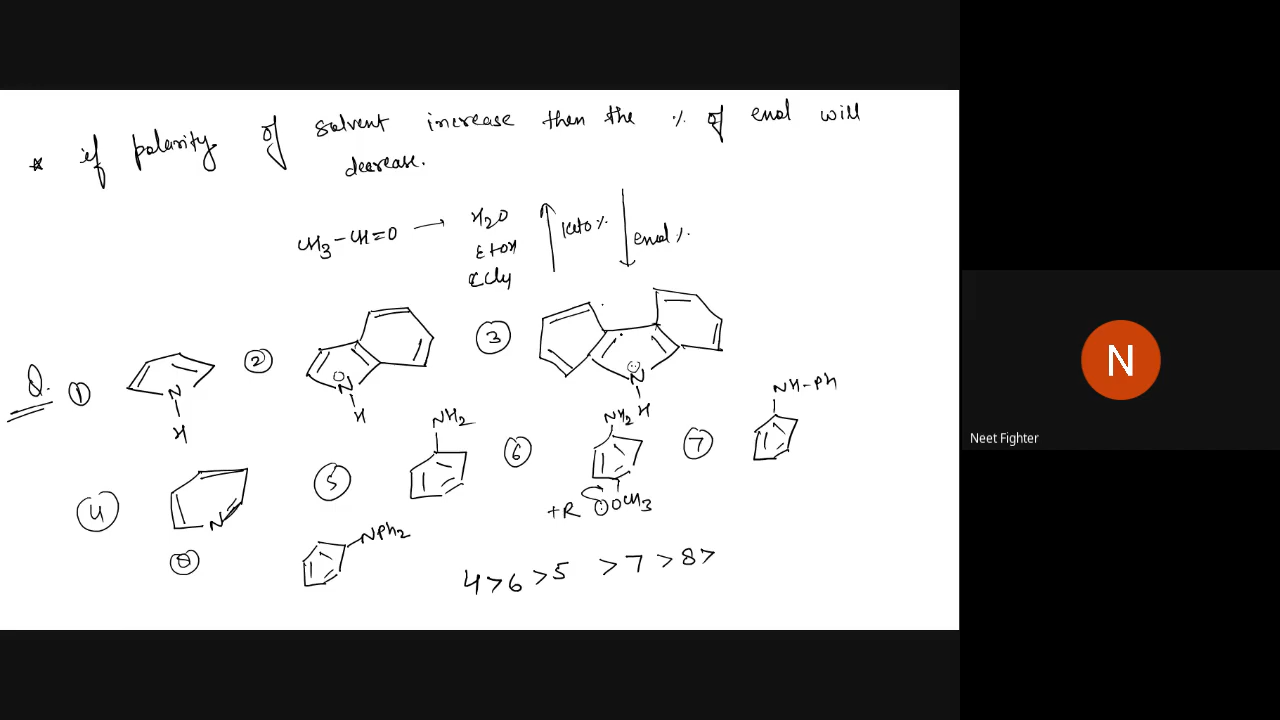 * if polarity of solvent increase then the % of enol will
decrease.
CH3-CH=O → H2O
EtOH
CCl4
keto %
enol %
Q.
① N H
② N H
③ N H
④ N
⑤ NH2
⑥ NH2
+R OCH3
⑦ NH-Ph
⑧ NPh2
4>6>5 >7>8>
N
Neet Fighter